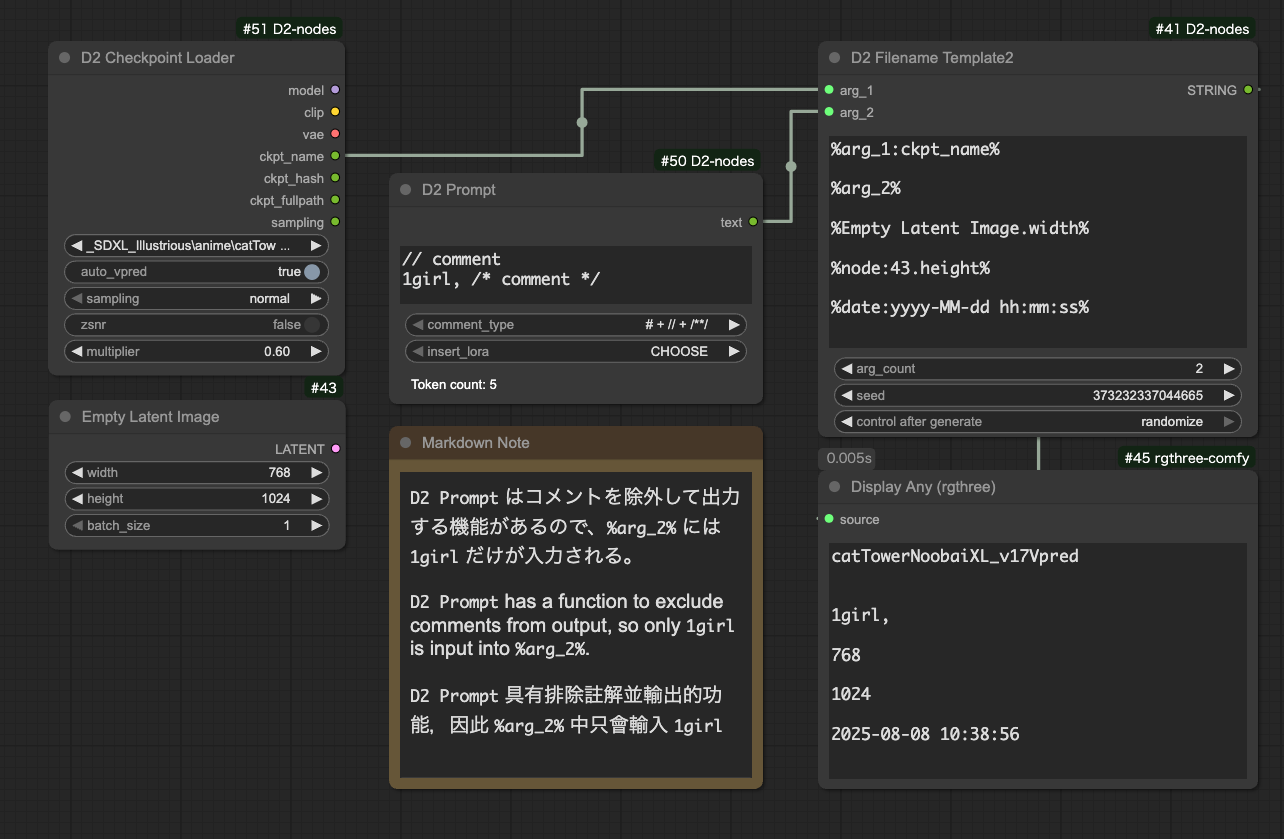 #51 D2-nodes
D2 Checkpoint Loader
model
clip
vae
ckpt_name
ckpt_hash
ckpt_fullpath
sampling
_SDXL_Illustrious\anime\catTow ...
auto_vpred true
sampling normal
zsnr false
multiplier 0.60
#43
Empty Latent Image
LATENT
width 768
height 1024
batch_size 1
#50 D2-nodes
D2 Prompt
text
// comment
1girl, /* comment */
comment_type # + // + /**/
insert_lora CHOOSE
Token count: 5
Markdown Note
D2 Prompt はコメントを除外して出力
する機能があるので、%arg_2% には
1girl だけが入力される。
D2 Prompt has a function to exclude
comments from output, so only 1girl
is input into %arg_2%.
D2 Prompt 具有排除註解並輸出的功
能，因此 %arg_2% 中只會輸入 1girl
#41 D2-nodes
D2 Filename Template2
arg_1 STRING
arg_2
%arg_1:ckpt_name%
%arg_2%
%Empty Latent Image.width%
%node:43.height%
%date:yyyy-MM-dd hh:mm:ss%
arg_count 2
seed 373232337044665
control after generate randomize
0.005s
#45 rgthree-comfy
Display Any (rgthree)
source
catTowerNoobaiXL_v17Vpred
1girl,
768
1024
2025-08-08 10:38:56